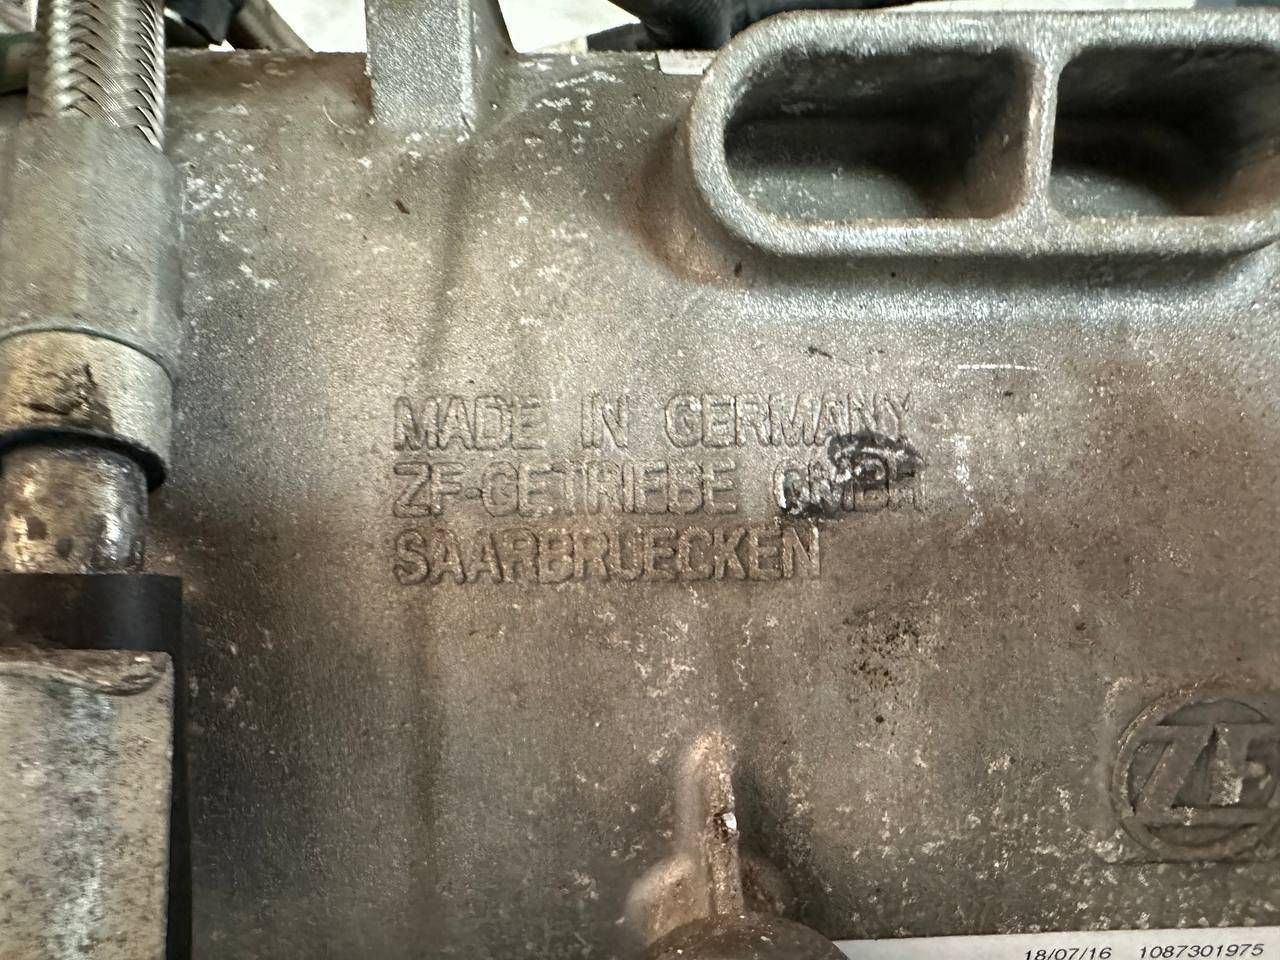 MADE IN GERMANY
ZF-GETRIEBE GMBH
SAARBRUECKEN
ZF
18/07/16 1087301975